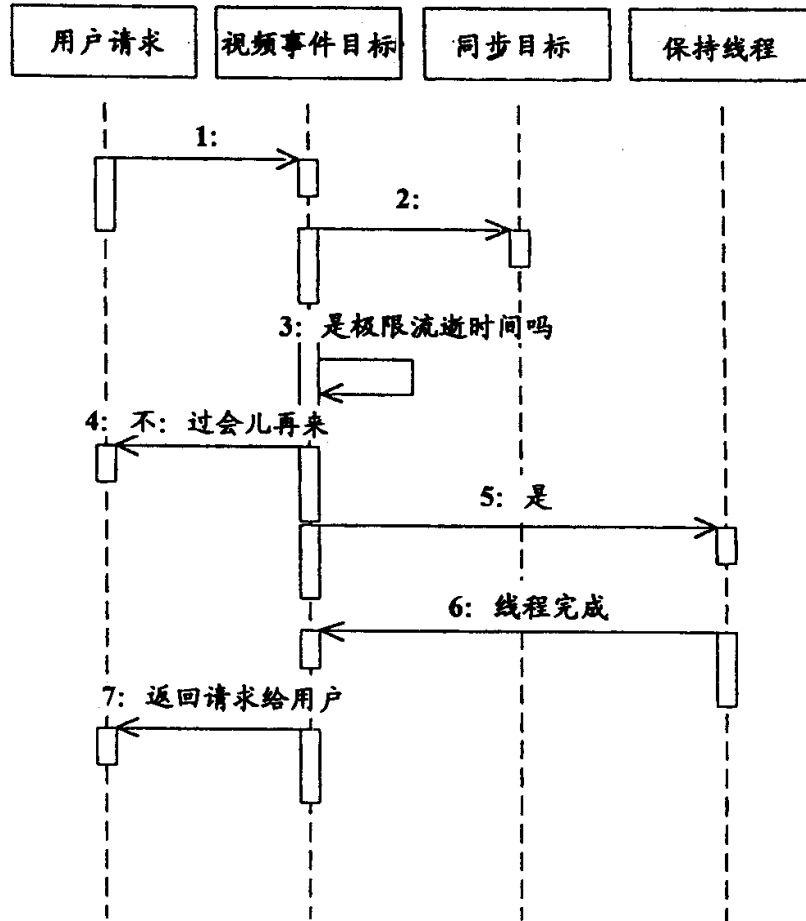 用户请求
视频事件目标
同步目标
保持线程
1:
2:
3: 是极限流逝时间吗
4: 不: 过会儿再来
5: 是
6: 线程完成
7: 返回请求给用户